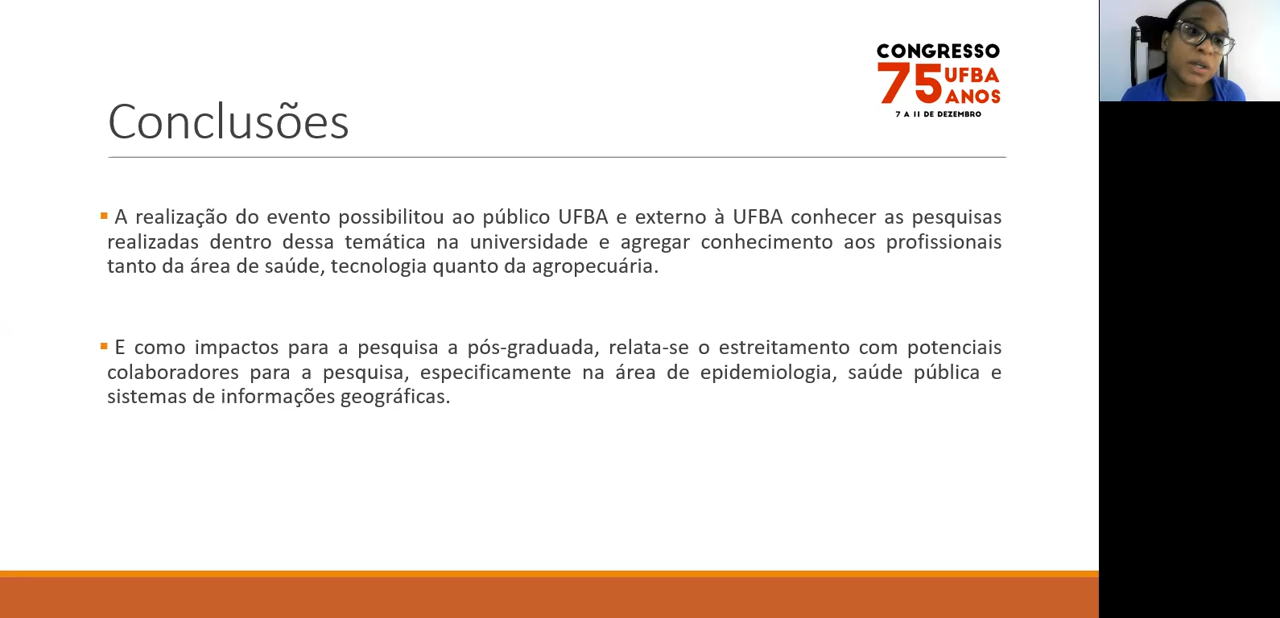 CONGRESSO
75 UFBA
ANOS
7 A 11 DE DEZEMBRO
Conclusões
▪ A realização do evento possibilitou ao público UFBA e externo à UFBA conhecer as pesquisas
realizadas dentro dessa temática na universidade e agregar conhecimento aos profissionais
tanto da área de saúde, tecnologia quanto da agropecuária.
▪ E como impactos para a pesquisa a pós-graduada, relata-se o estreitamento com potenciais
colaboradores para a pesquisa, especificamente na área de epidemiologia, saúde pública e
sistemas de informações geográficas.